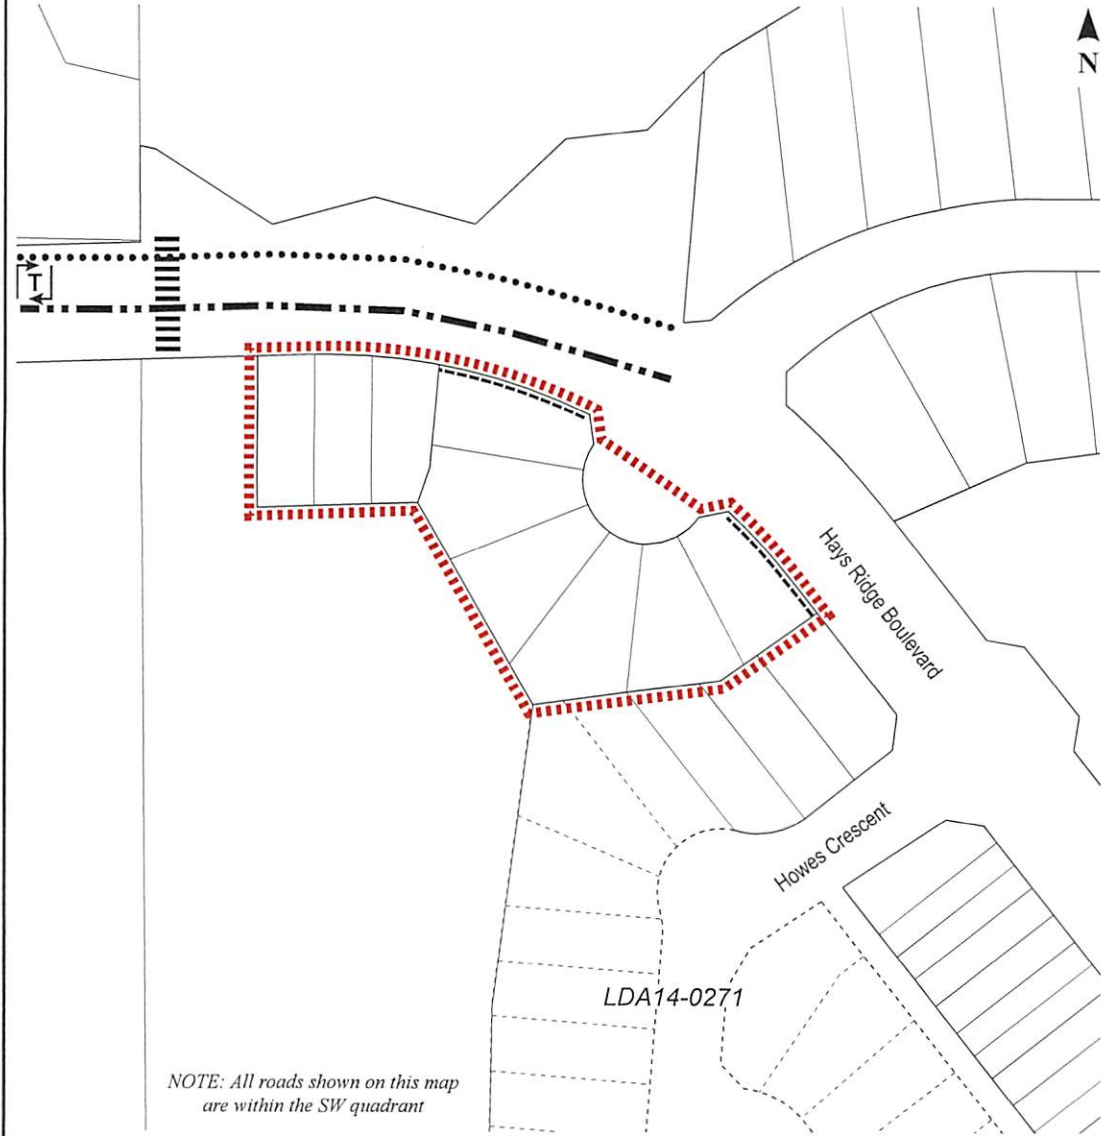 N
T
Hays Ridge Boulevard
Howes Crescent
LDA14-0271
NOTE: All roads shown on this map
are within the SW quadrant